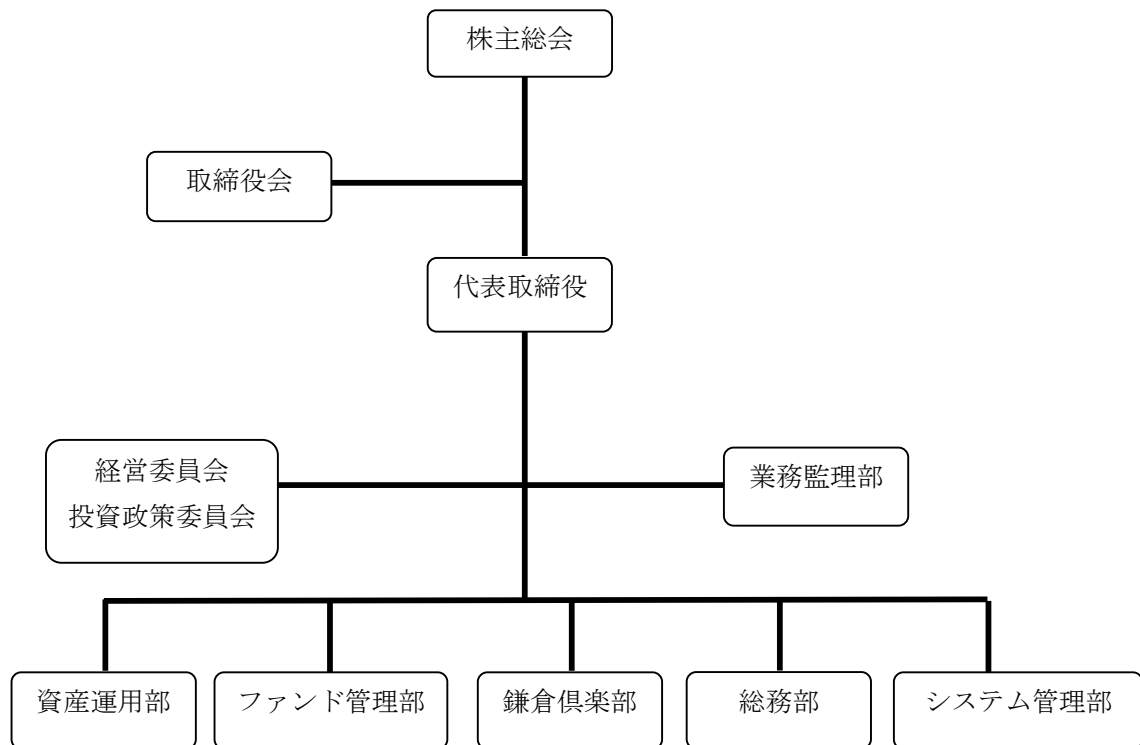 株主総会
取締役会
代表取締役
経営委員会
投資政策委員会
業務監理部
資産運用部
ファンド管理部
鎌倉倶楽部
総務部
システム管理部